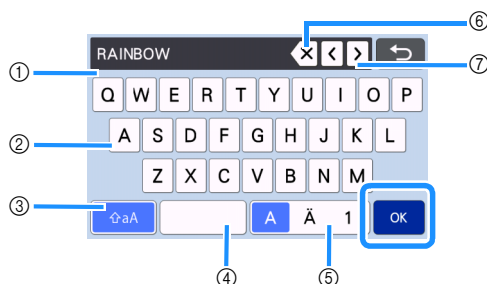 ⑥
RAINBOW
⑦
①
Q W E R T Y U I O P
②
A S D F G H J K L
Z X C V B N M
③
aA
A Ä 1
OK
④
⑤